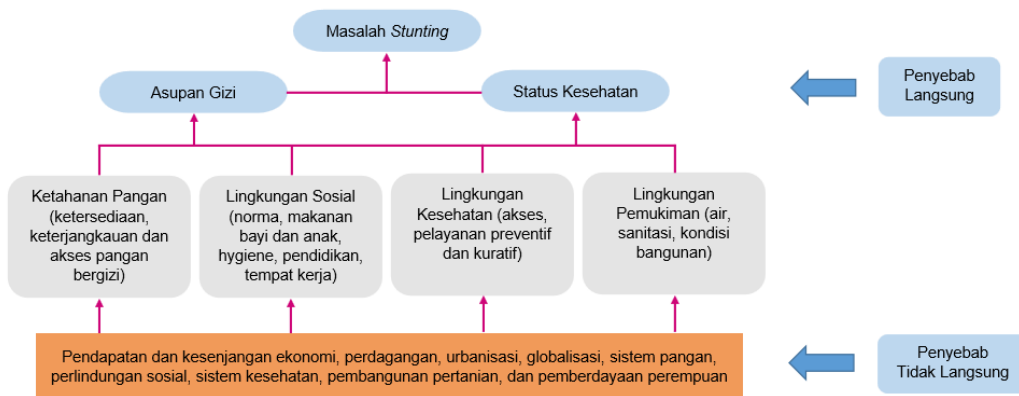 Masalah Stunting
Asupan Gizi
Status Kesehatan
Penyebab
Langsung
Ketahanan Pangan
(ketersediaan,
keterjangkauan dan
akses pangan
bergizi)
Lingkungan Sosial
(norma, makanan
bayi dan anak,
hygiene, pendidikan,
tempat kerja)
Lingkungan
Kesehatan (akses,
pelayanan preventif
dan kuratif)
Lingkungan
Pemukiman (air,
sanitasi, kondisi
bangunan)
Pendapatan dan kesenjangan ekonomi, perdagangan, urbanisasi, globalisasi, sistem pangan,
perlindungan sosial, sistem kesehatan, pembangunan pertanian, dan pemberdayaan perempuan
Penyebab
Tidak Langsung